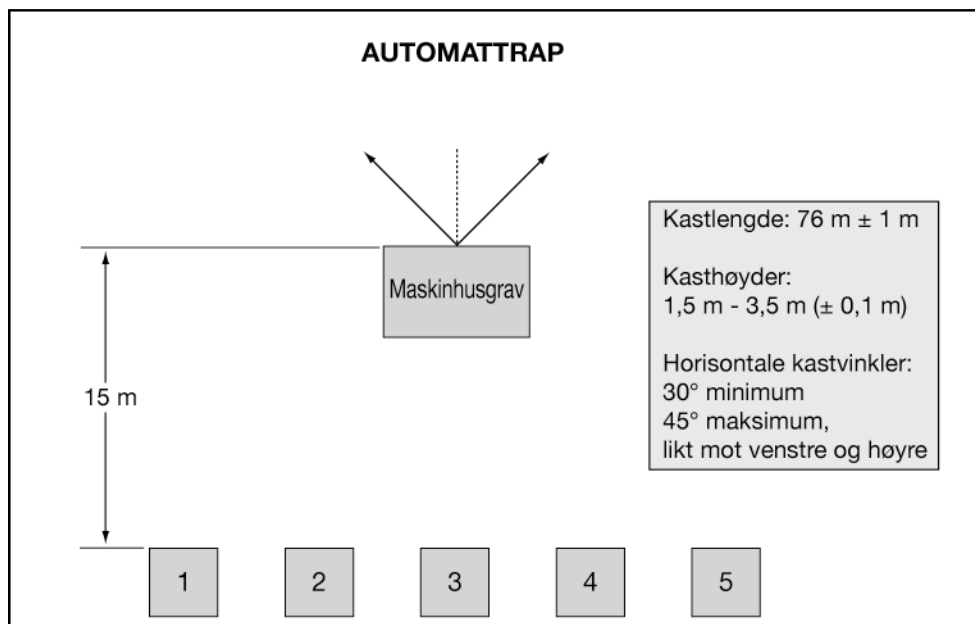 AUTOMATTRAP
Maskinhusgrav
Kastlengde: 76 m ± 1 m
Kasthøyder:
1,5 m - 3,5 m (± 0,1 m)
Horisontale kastvinkler:
30° minimum
45° maksimum,
likt mot venstre og høyre
15 m
1 2 3 4 5